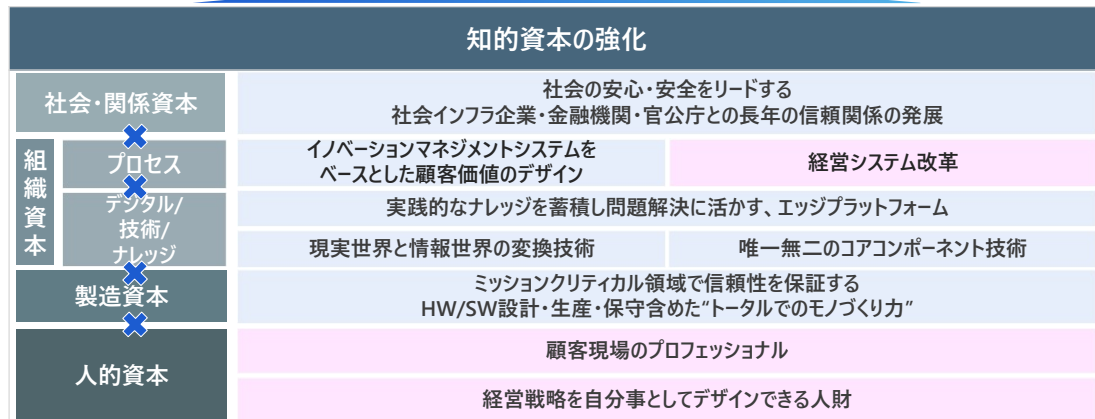 知的資本の強化
社会・関係資本
社会の安心・安全をリードする
社会インフラ企業・金融機関・官公庁との長年の信頼関係の発展
組織資本
プロセス
イノベーションマネジメントシステムを
ベースとした顧客価値のデザイン
経営システム改革
デジタル/
技術/
ナレッジ
実践的なナレッジを蓄積し問題解決に活かす、エッジプラットフォーム
現実世界と情報世界の変換技術
唯一無二のコアコンポーネント技術
製造資本
ミッションクリティカル領域で信頼性を保証する
HW/SW設計・生産・保守含めた“トータルでのモノづくり力”
人的資本
顧客現場のプロフェッショナル
経営戦略を自分事としてデザインできる人財